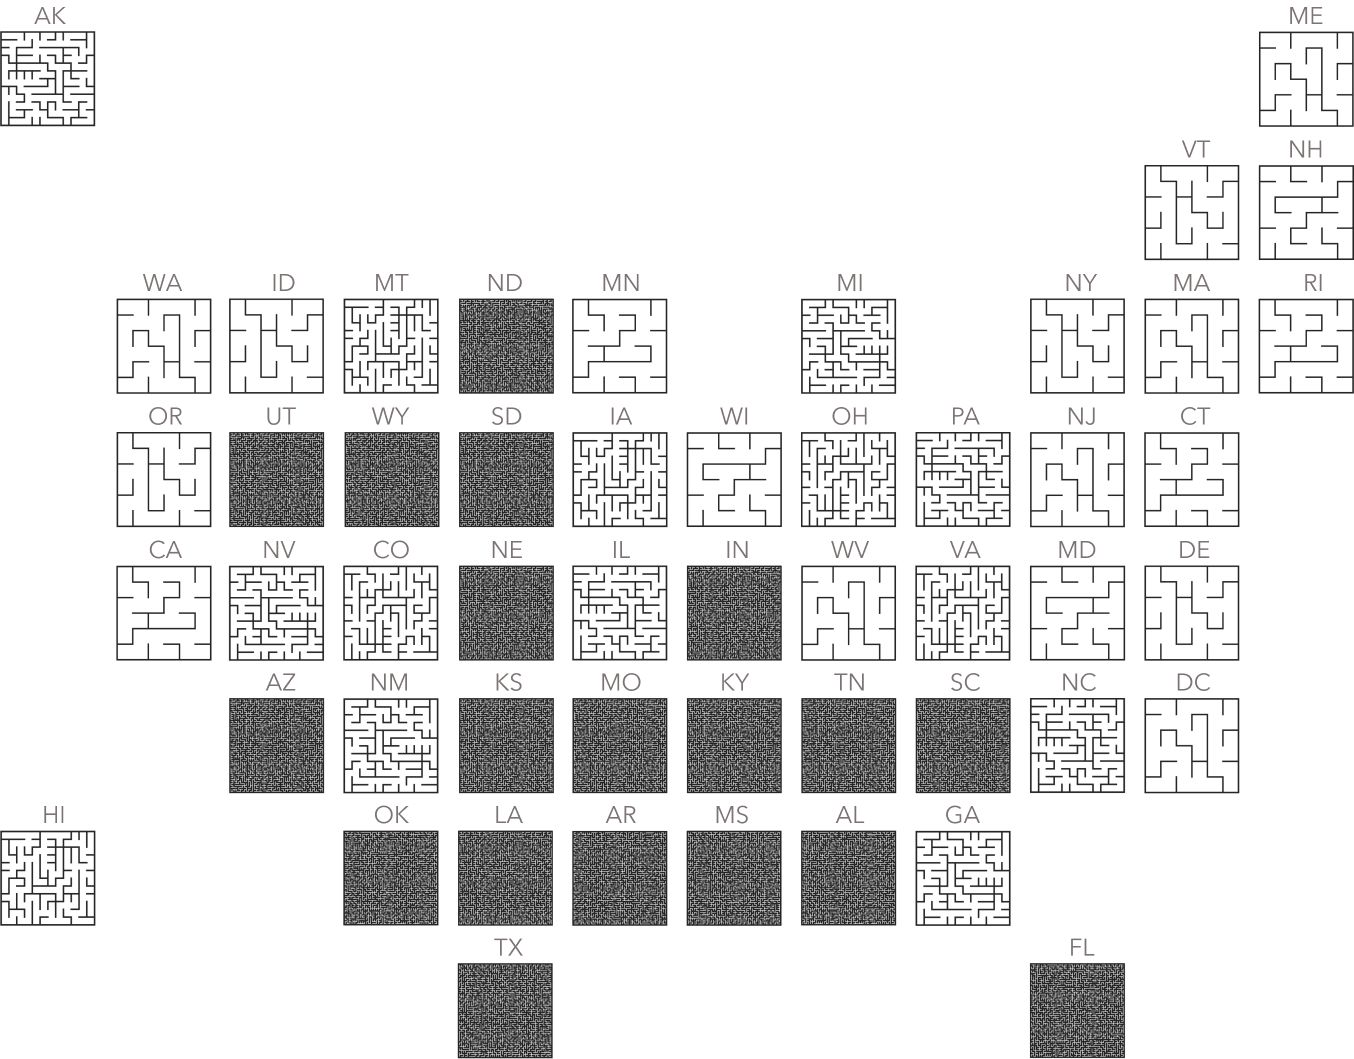 AK ME
VT NH
WA ID MT ND MN MI NY MA RI
OR UT WY SD IA WI OH PA NJ CT
CA NV CO NE IL IN WV VA MD DE
AZ NM KS MO KY TN SC NC DC
HI OK LA AR MS AL GA
TX FL